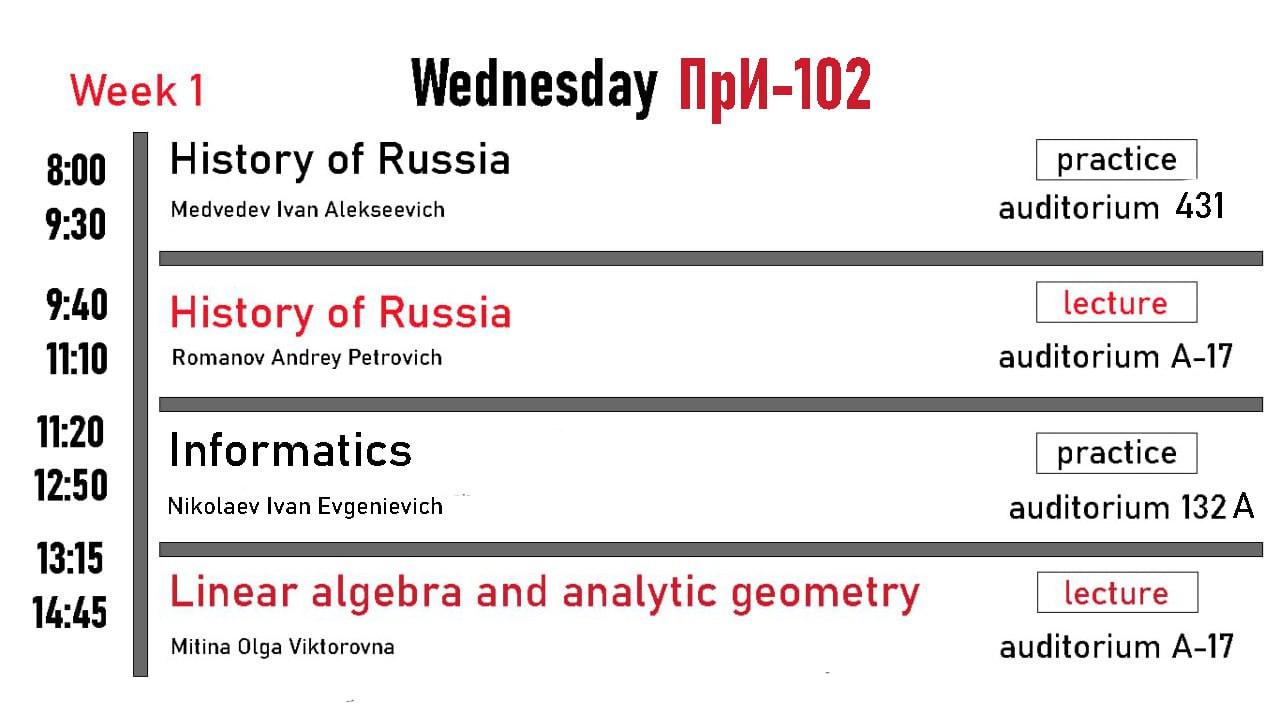 Week 1
Wednesday ПрИ-102
8:00
9:30
History of Russia
Medvedev Ivan Alekseevich
practice
auditorium 431
9:40
11:10
History of Russia
Romanov Andrey Petrovich
lecture
auditorium A-17
11:20
12:50
Informatics
Nikolaev Ivan Evgenievich
practice
auditorium 132 A
13:15
14:45
Linear algebra and analytic geometry
Mitina Olga Viktorovna
lecture
auditorium A-17